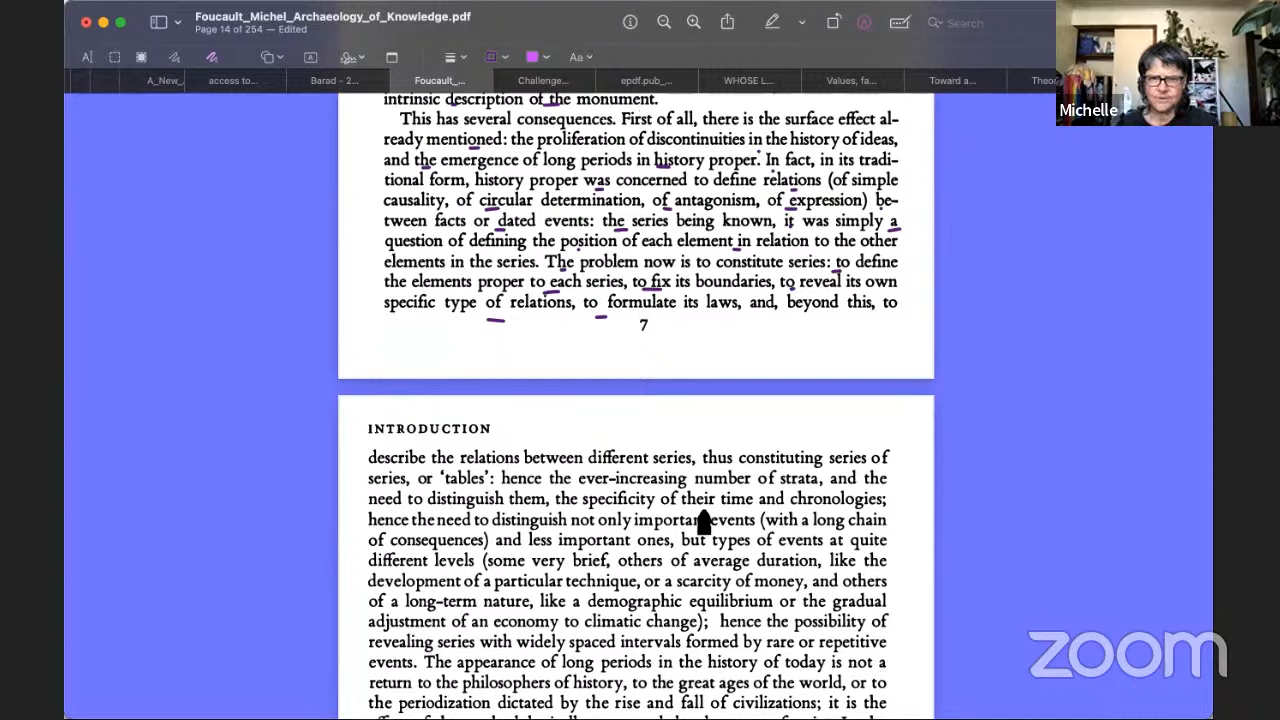 Foucault_Michel_Archaeology_of_Knowledge.pdf
Page 14 of 254 — Edited
Search
A_New_
access to...
Barad - 2...
Foucault_...
Challenge...
epdf.pub_...
WHOSE L...
Values, fa...
Toward a...
Theor
Michelle
intrinsic description of the monument.
This has several consequences. First of all, there is the surface effect al-
ready mentioned: the proliferation of discontinuities in the history of ideas,
and the emergence of long periods in history proper. In fact, in its tradi-
tional form, history proper was concerned to define relations (of simple
causality, of circular determination, of antagonism, of expression) be-
tween facts or dated events: the series being known, it was simply a
question of defining the position of each element in relation to the other
elements in the series. The problem now is to constitute series: to define
the elements proper to each series, to fix its boundaries, to reveal its own
specific type of relations, to formulate its laws, and, beyond this, to
7
INTRODUCTION
describe the relations between different series, thus constituting series of
series, or ‘tables’: hence the ever-increasing number of strata, and the
need to distinguish them, the specificity of their time and chronologies;
hence the need to distinguish not only important events (with a long chain
of consequences) and less important ones, but types of events at quite
different levels (some very brief, others of average duration, like the
development of a particular technique, or a scarcity of money, and others
of a long-term nature, like a demographic equilibrium or the gradual
adjustment of an economy to climatic change); hence the possibility of
revealing series with widely spaced intervals formed by rare or repetitive
events. The appearance of long periods in the history of today is not a
return to the philosophers of history, to the great ages of the world, or to
the periodization dictated by the rise and fall of civilizations; it is the
zoom